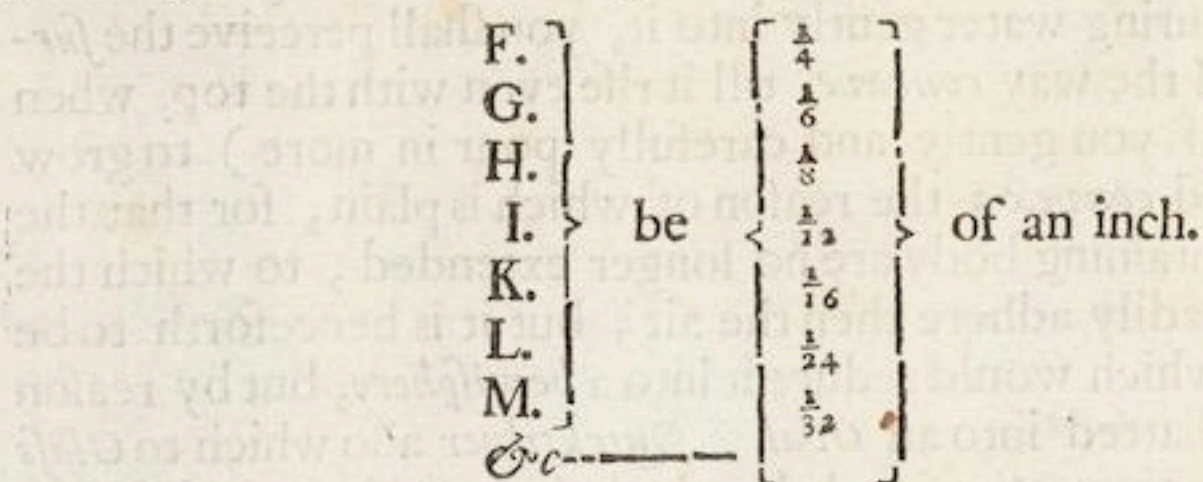 F. 1/4
G. 1/6
H. 1/8
I. be 1/12 of an inch.
K. 1/16
L. 1/24
M. 1/32
&c